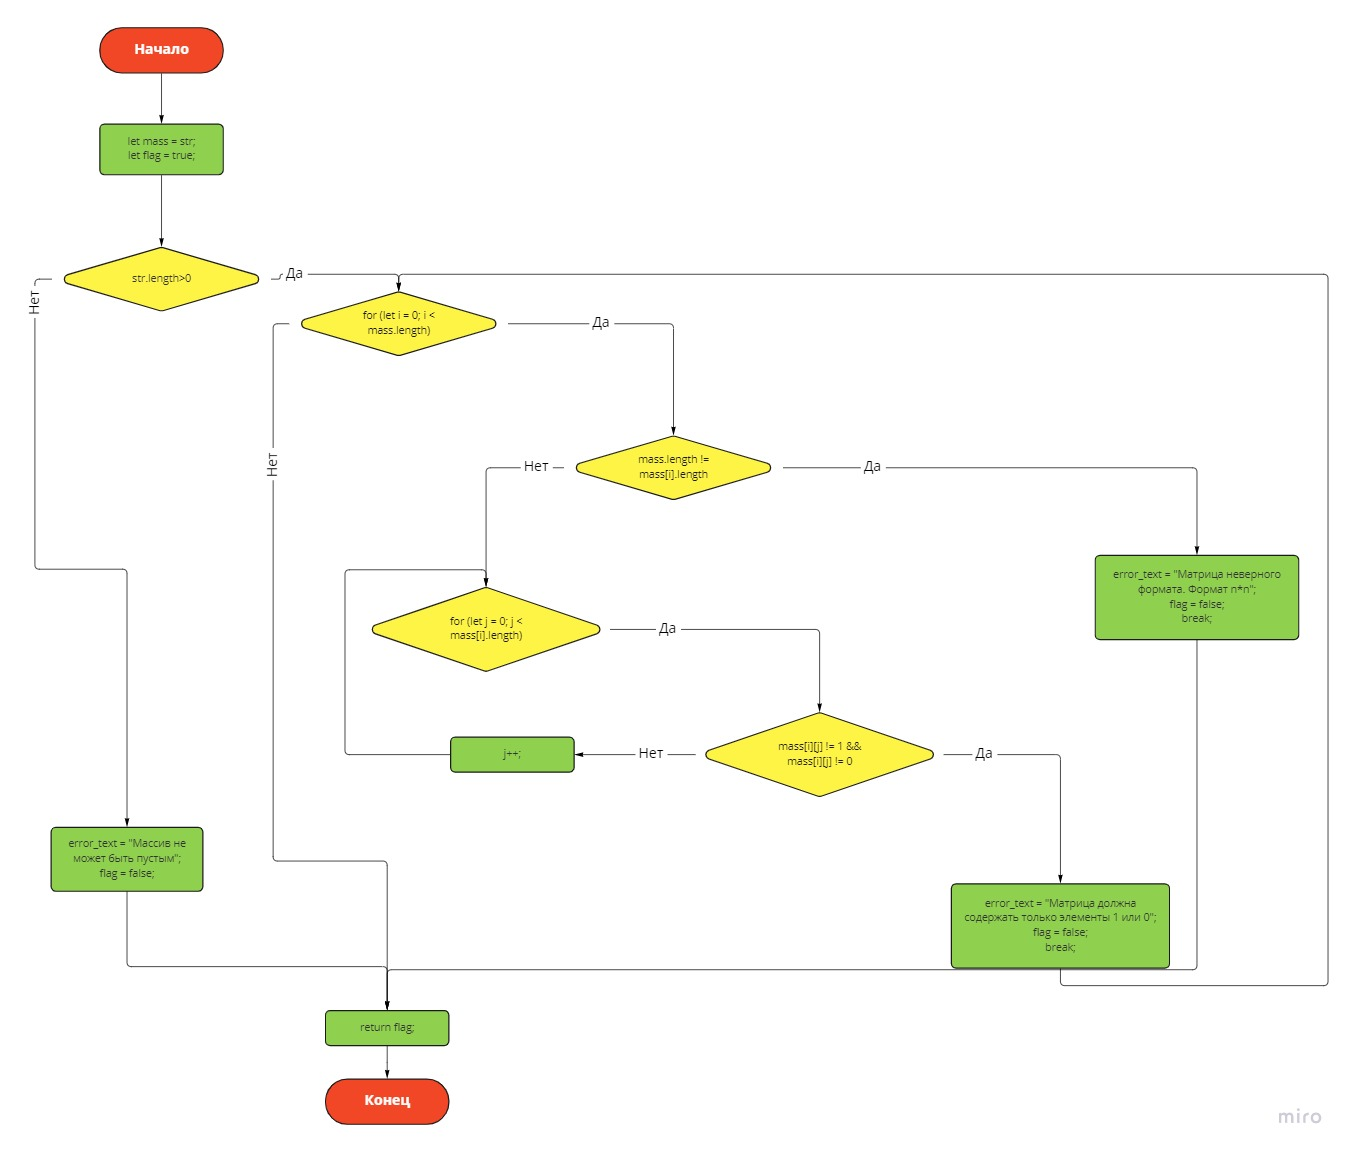 Начало
let mass = str;
let flag = true;
str.length>0
Да
Нет
for (let i = 0; i <
mass.length)
Да
Нет
mass.length !=
mass[i].length
Нет
Да
error_text = "Матрица неверного
формата. Формат n*n";
flag = false;
break;
for (let j = 0; j <
mass[i].length)
Да
mass[i][j] != 1 &&
mass[i][j] != 0
Нет
Да
j++;
error_text = "Массив не
может быть пустым";
flag = false;
error_text = "Матрица должна
содержать только элементы 1 или 0";
flag = false;
break;
return flag;
Конец
miro